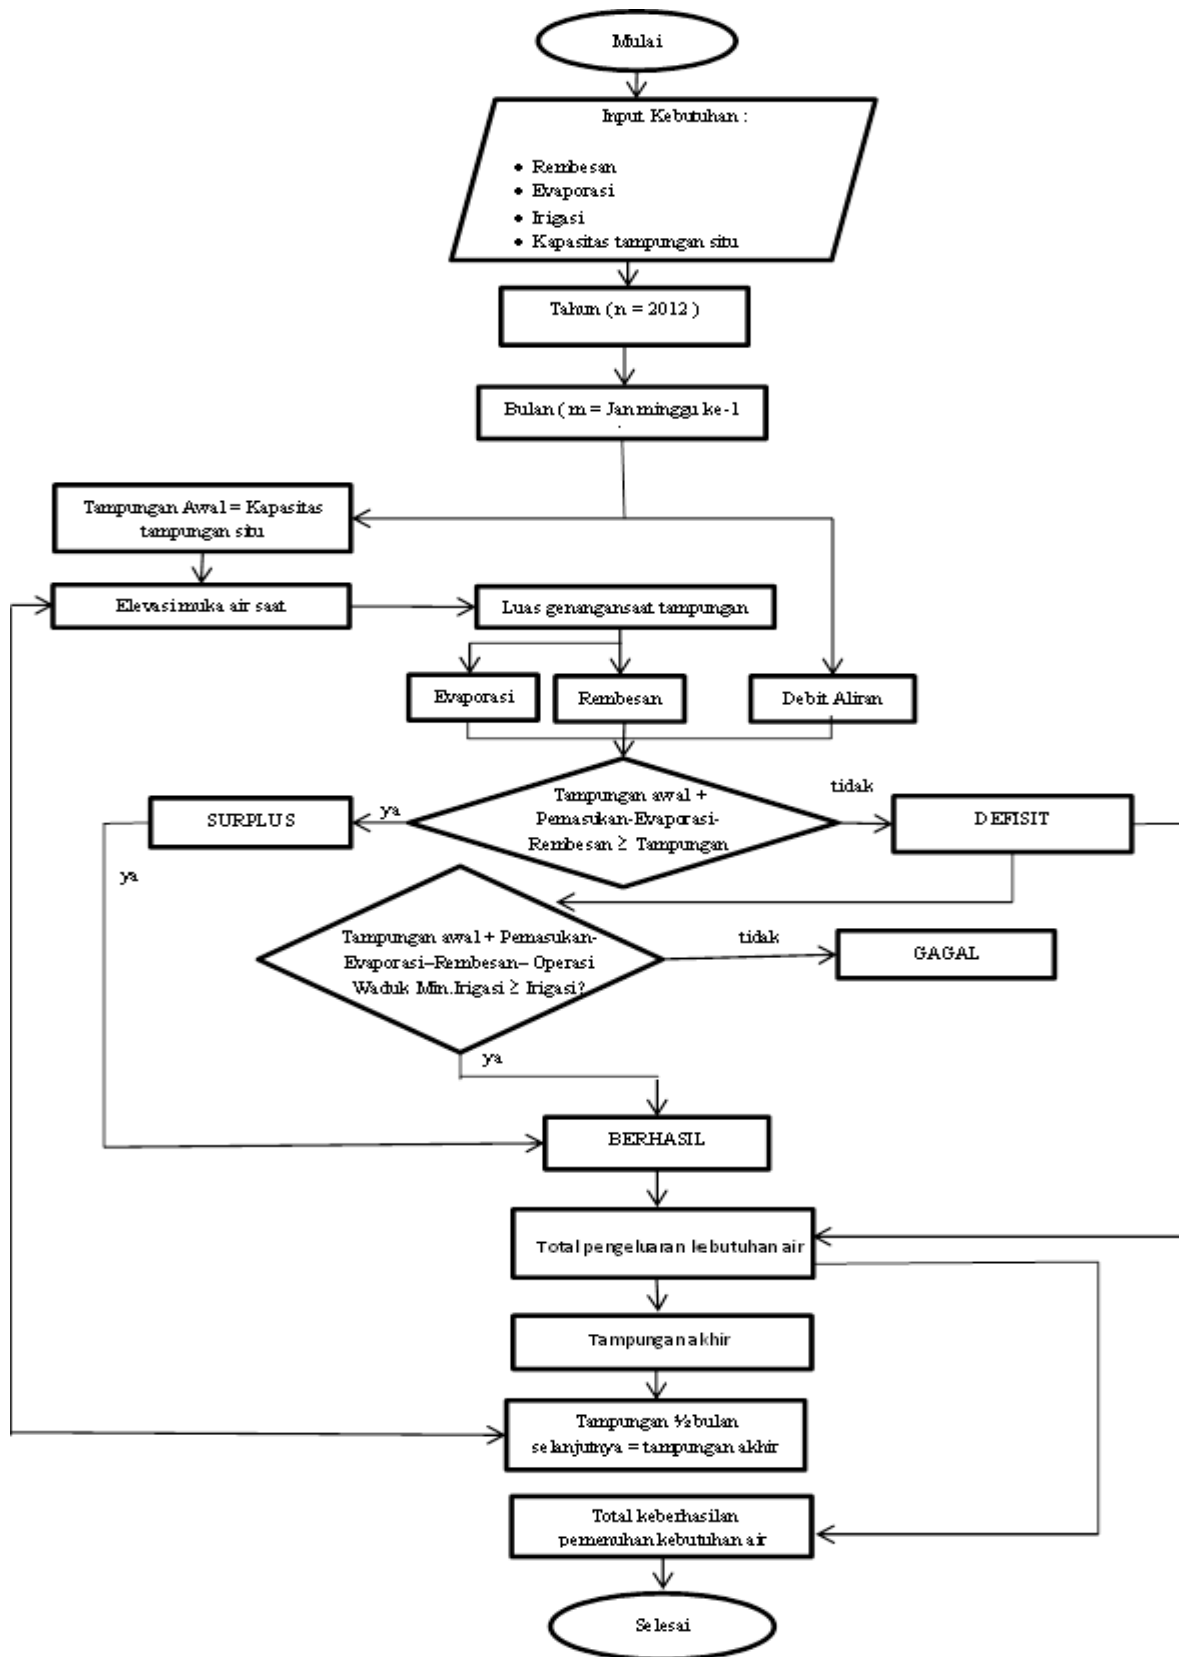 Mulai
Input Kebutuhan :
• Rembesan
• Evaporasi
• Irigasi
• Kapasitas tampungan situ
Tahun ( n = 2012 )
Bulan ( m = Jan minggu ke-1
.
Tampungan Awal = Kapasitas
tampungan situ
Elevasi muka air saat
Luas genangansaat tampungan
Evaporasi
Rembesan
Debit Aliran
Tampungan awal +
Pemasukan-Evaporasi-
Rembesan ≥ Tampungan
ya
tidak
SURPLUS
DEFISIT
ya
Tampungan awal + Pemasukan-
Evaporasi–Rembesan– Operasi
Waduk Min.Irigasi ≥ Irigasi?
tidak
GAGAL
ya
BERHASIL
Total pengeluaran kebutuhan air
Tampungan akhir
Tampungan ½ bulan
selanjutnya = tampungan akhir
Total keberhasilan
pemenuhan kebutuhan air
Selesai